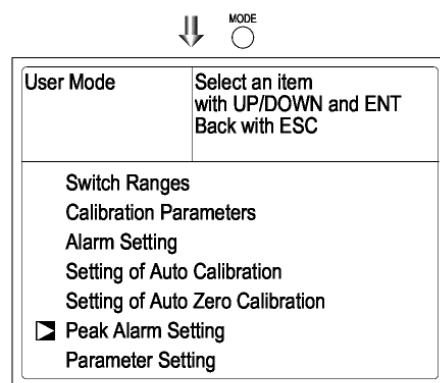 MODE
User Mode
Select an item
with UP/DOWN and ENT
Back with ESC
Switch Ranges
Calibration Parameters
Alarm Setting
Setting of Auto Calibration
Setting of Auto Zero Calibration
Peak Alarm Setting
Parameter Setting